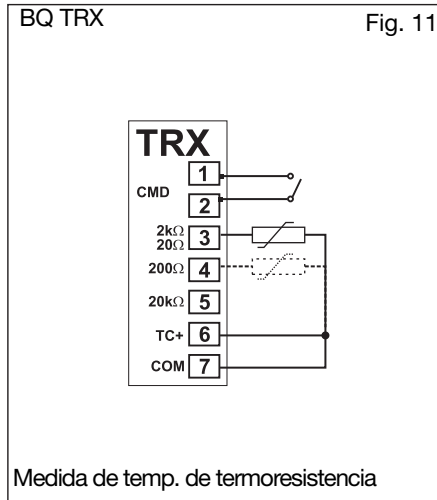 BQ TRX
Fig. 11
TRX
1
CMD
2
2kΩ
20Ω
3
200Ω 4
20kΩ 5
TC+ 6
COM 7
Medida de temp. de termoresistencia